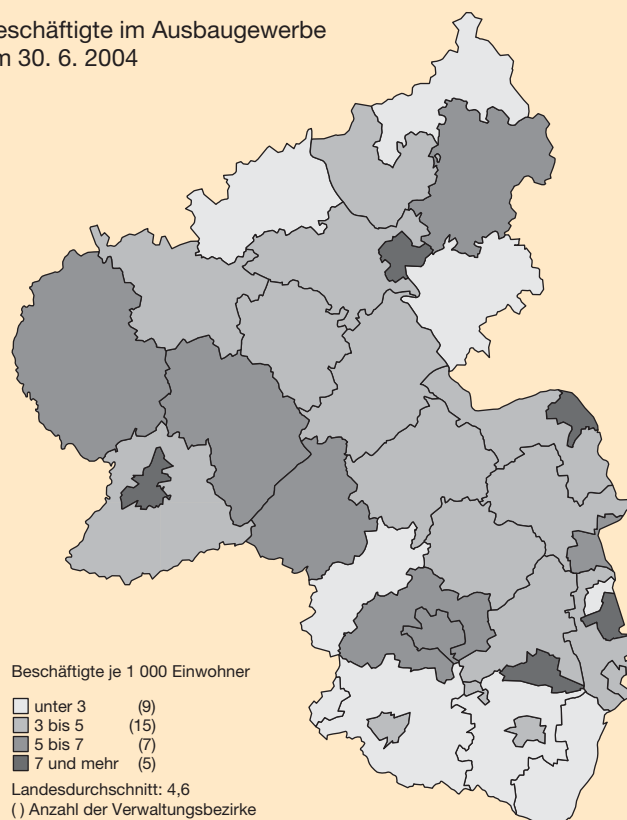 eschäftigte im Ausbaugewerbe
m 30. 6. 2004
Beschäftigte je 1 000 Einwohner
unter 3 (9)
3 bis 5 (15)
5 bis 7 (7)
7 und mehr (5)
Landesdurchschnitt: 4,6
( ) Anzahl der Verwaltungsbezirke